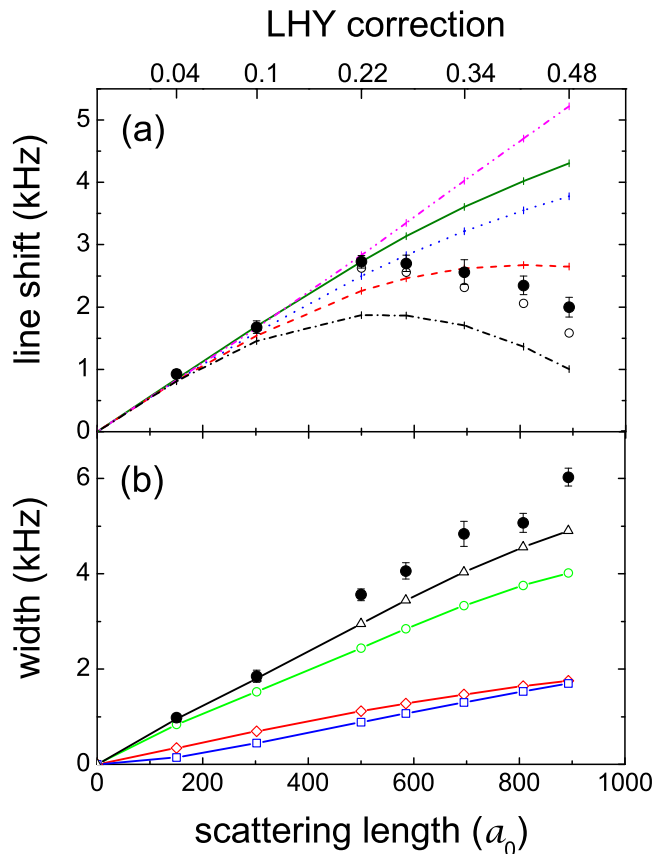 LHY correction
0.04 0.1 0.22 0.34 0.48
(a)
line shift (kHz)
5
4
3
2
1
0
(b)
width (kHz)
6
4
2
0
0 200 400 600 800 1000
scattering length (a0)